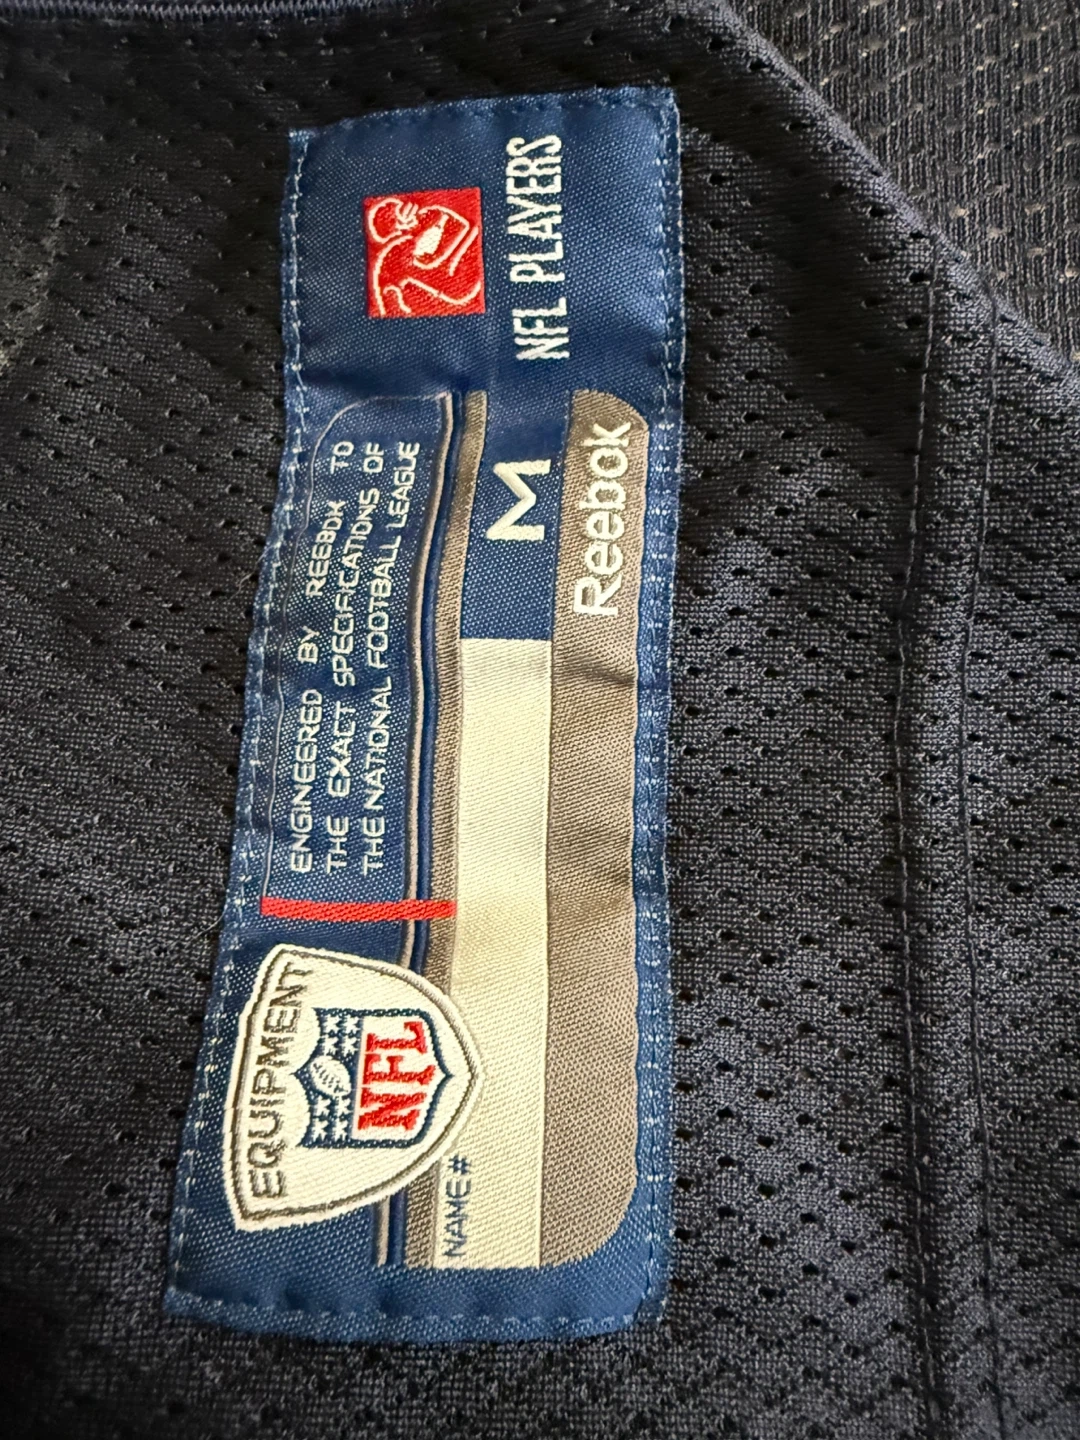 Reebok
M
NAME#
ENGINEERED BY REEBOK TO
THE EXACT SPECIFICATIONS OF
THE NATIONAL FOOTBALL LEAGUE
EQUIPMENT
NFL
NFL PLAYERS